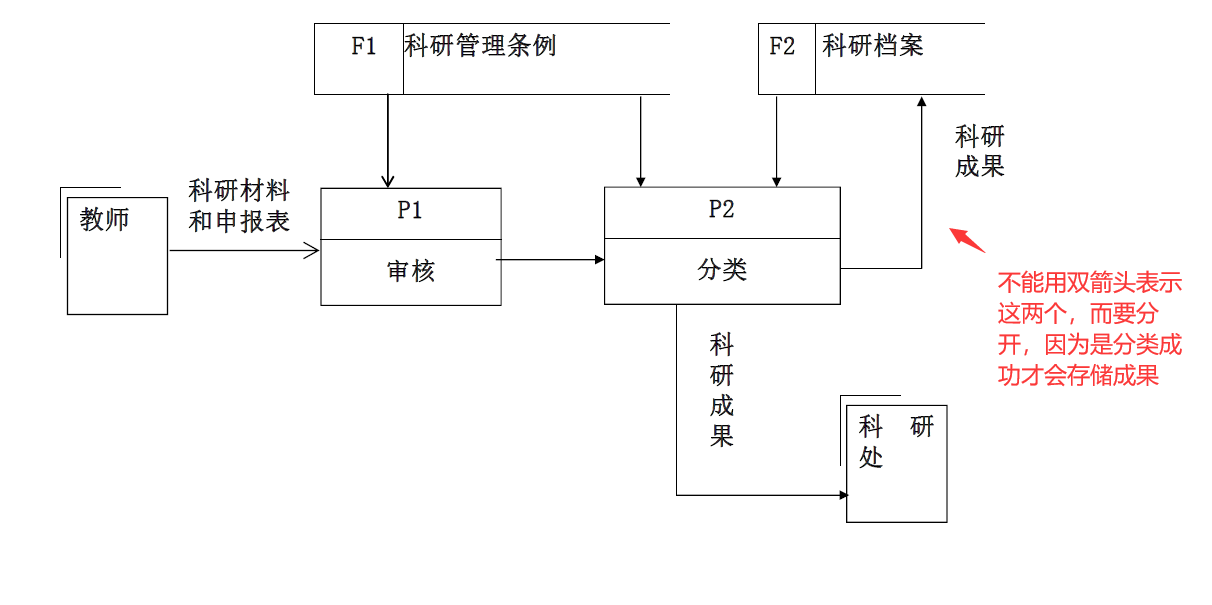 F1 科研管理条例
F2 科研档案
科研
成果
科研材料
和申报表
教师
P1
审核
P2
分类
不能用双箭头表示
这两个，而要分
开，因为是分类成
功才会存储成果
科
研
成
果
科 研
处